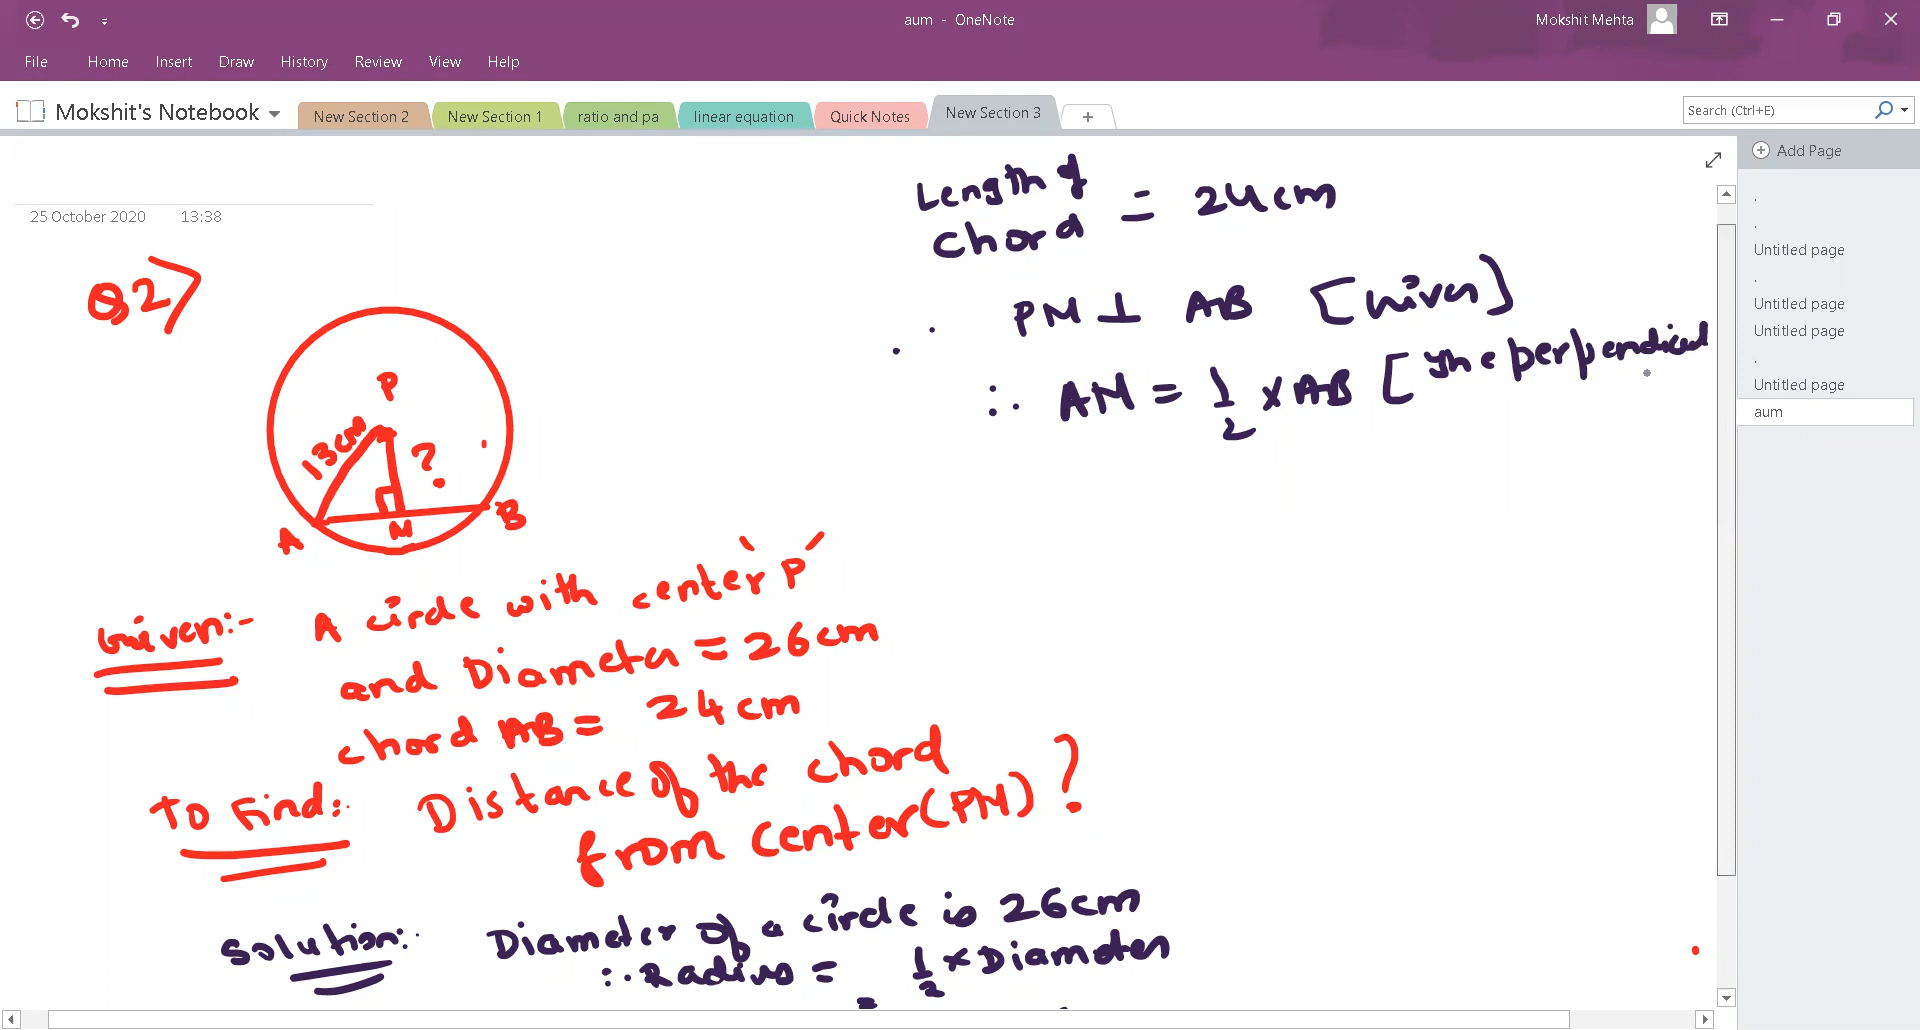 aum - OneNote
Mokshit Mehta
File Home Insert Draw History Review View Help
Mokshit's Notebook
New Section 2
New Section 1
ratio and pa
linear equation
Quick Notes
New Section 3
Search (Ctrl+E)
Add Page
.
.
Untitled page
.
Untitled page
Untitled page
.
Untitled page
aum
25 October 2020 13:38
Q2>
P
13cm
?
A
M
B
Given:-
A circle with center 'P'
and Diameter = 26cm
chord AB = 24cm
To Find:
Distance of the chord
from center (PM)?
Solution:
Diameter of a circle is 26cm
∴ Radius = 1/2 × Diameter
=
Length of
chord = 24cm
PM ⊥ AB [Given]
∴ AM = 1/2 × AB [The perpendicul